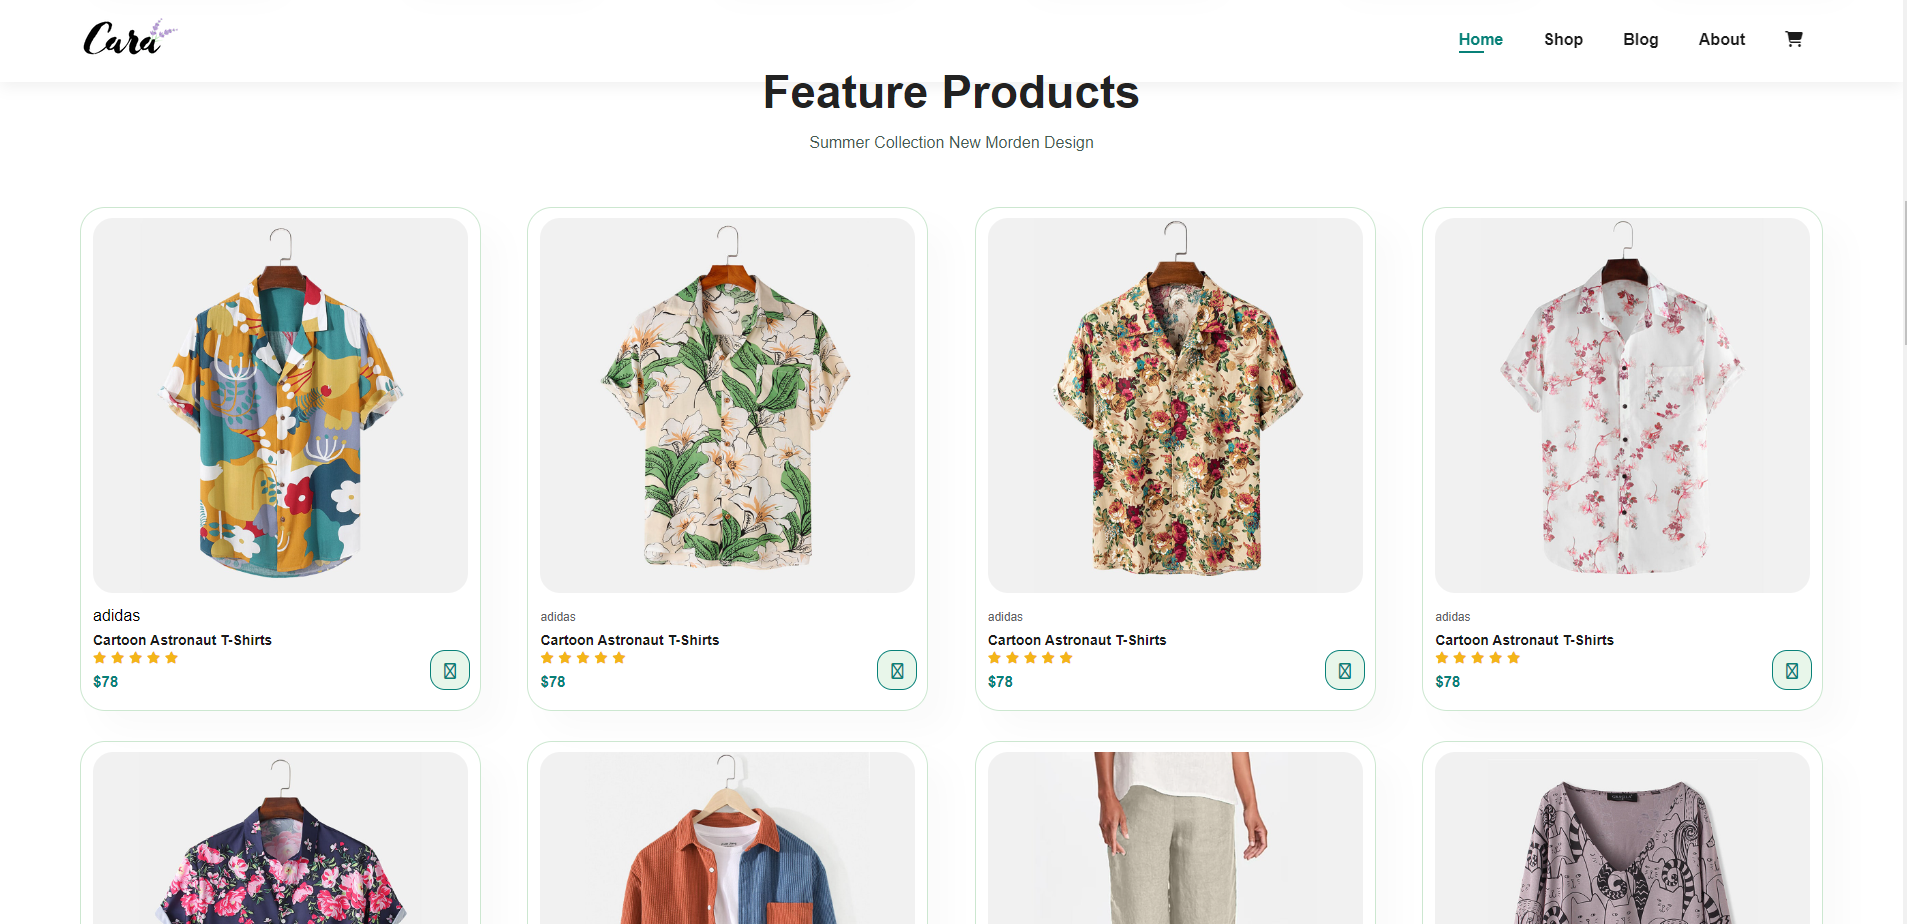 Cara
Home Shop Blog About
Feature Products
Summer Collection New Morden Design
adidas
Cartoon Astronaut T-Shirts
$78
adidas
Cartoon Astronaut T-Shirts
$78
adidas
Cartoon Astronaut T-Shirts
$78
adidas
Cartoon Astronaut T-Shirts
$78